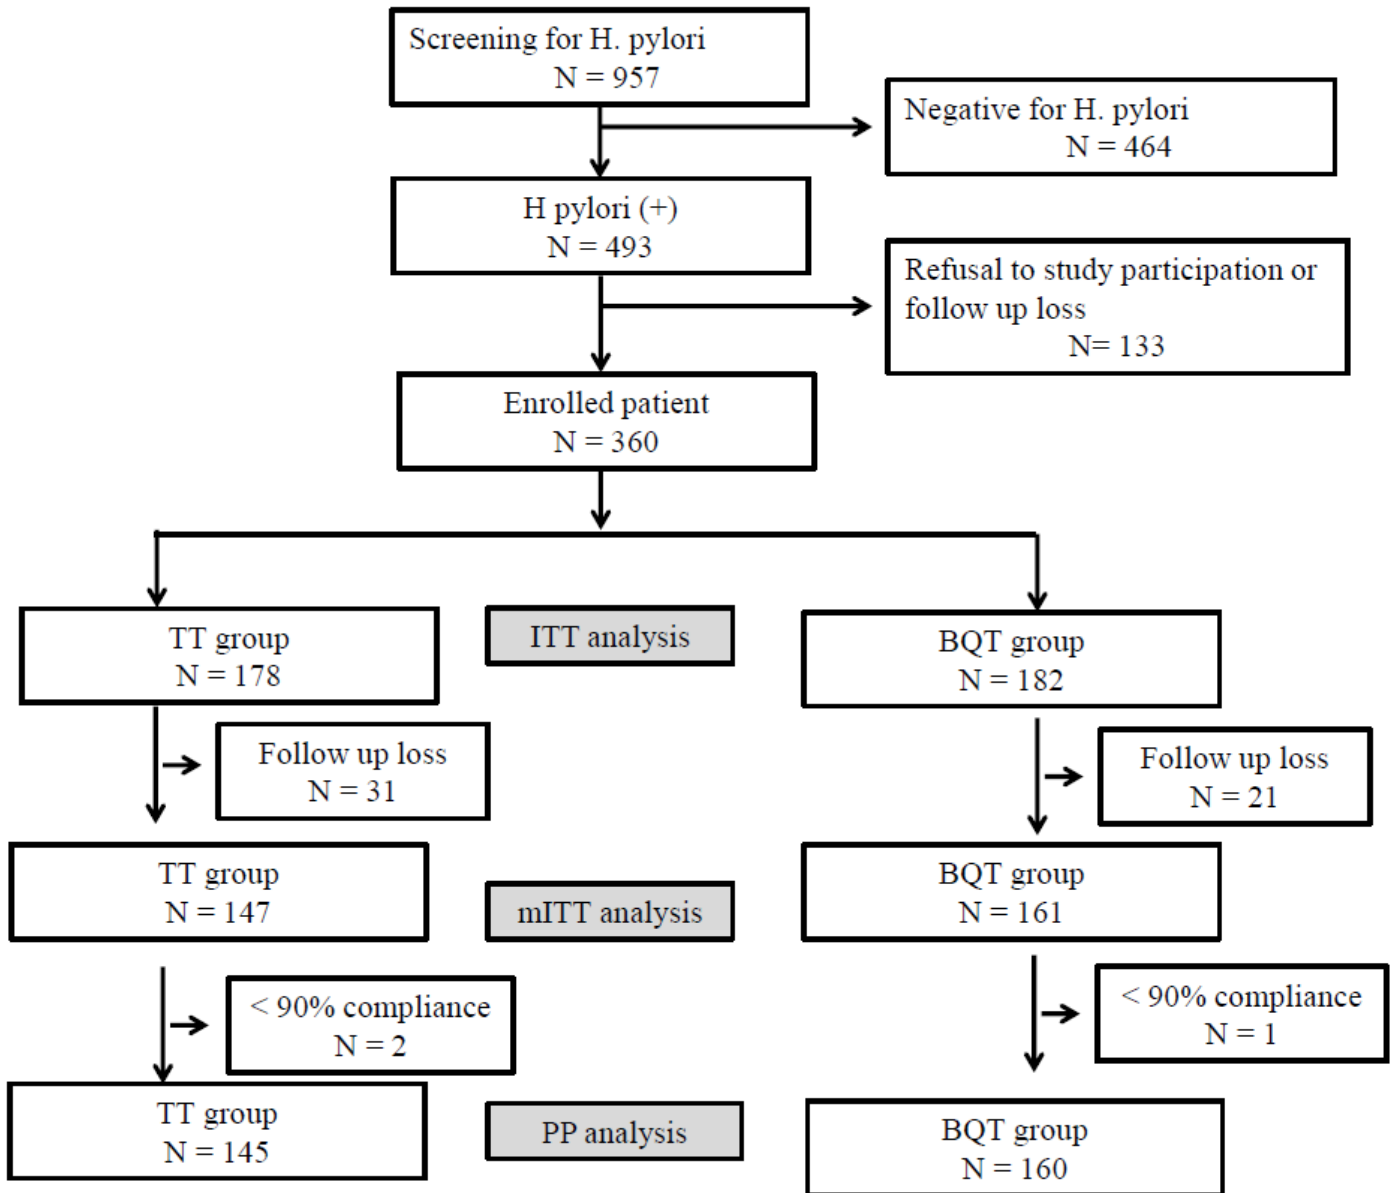 Screening for H. pylori
N = 957
Negative for H. pylori
N = 464
H pylori (+)
N = 493
Refusal to study participation or
follow up loss
N= 133
Enrolled patient
N = 360
TT group
N = 178
ITT analysis
BQT group
N = 182
Follow up loss
N = 31
Follow up loss
N = 21
TT group
N = 147
mITT analysis
BQT group
N = 161
< 90% compliance
N = 2
< 90% compliance
N = 1
TT group
N = 145
PP analysis
BQT group
N = 160